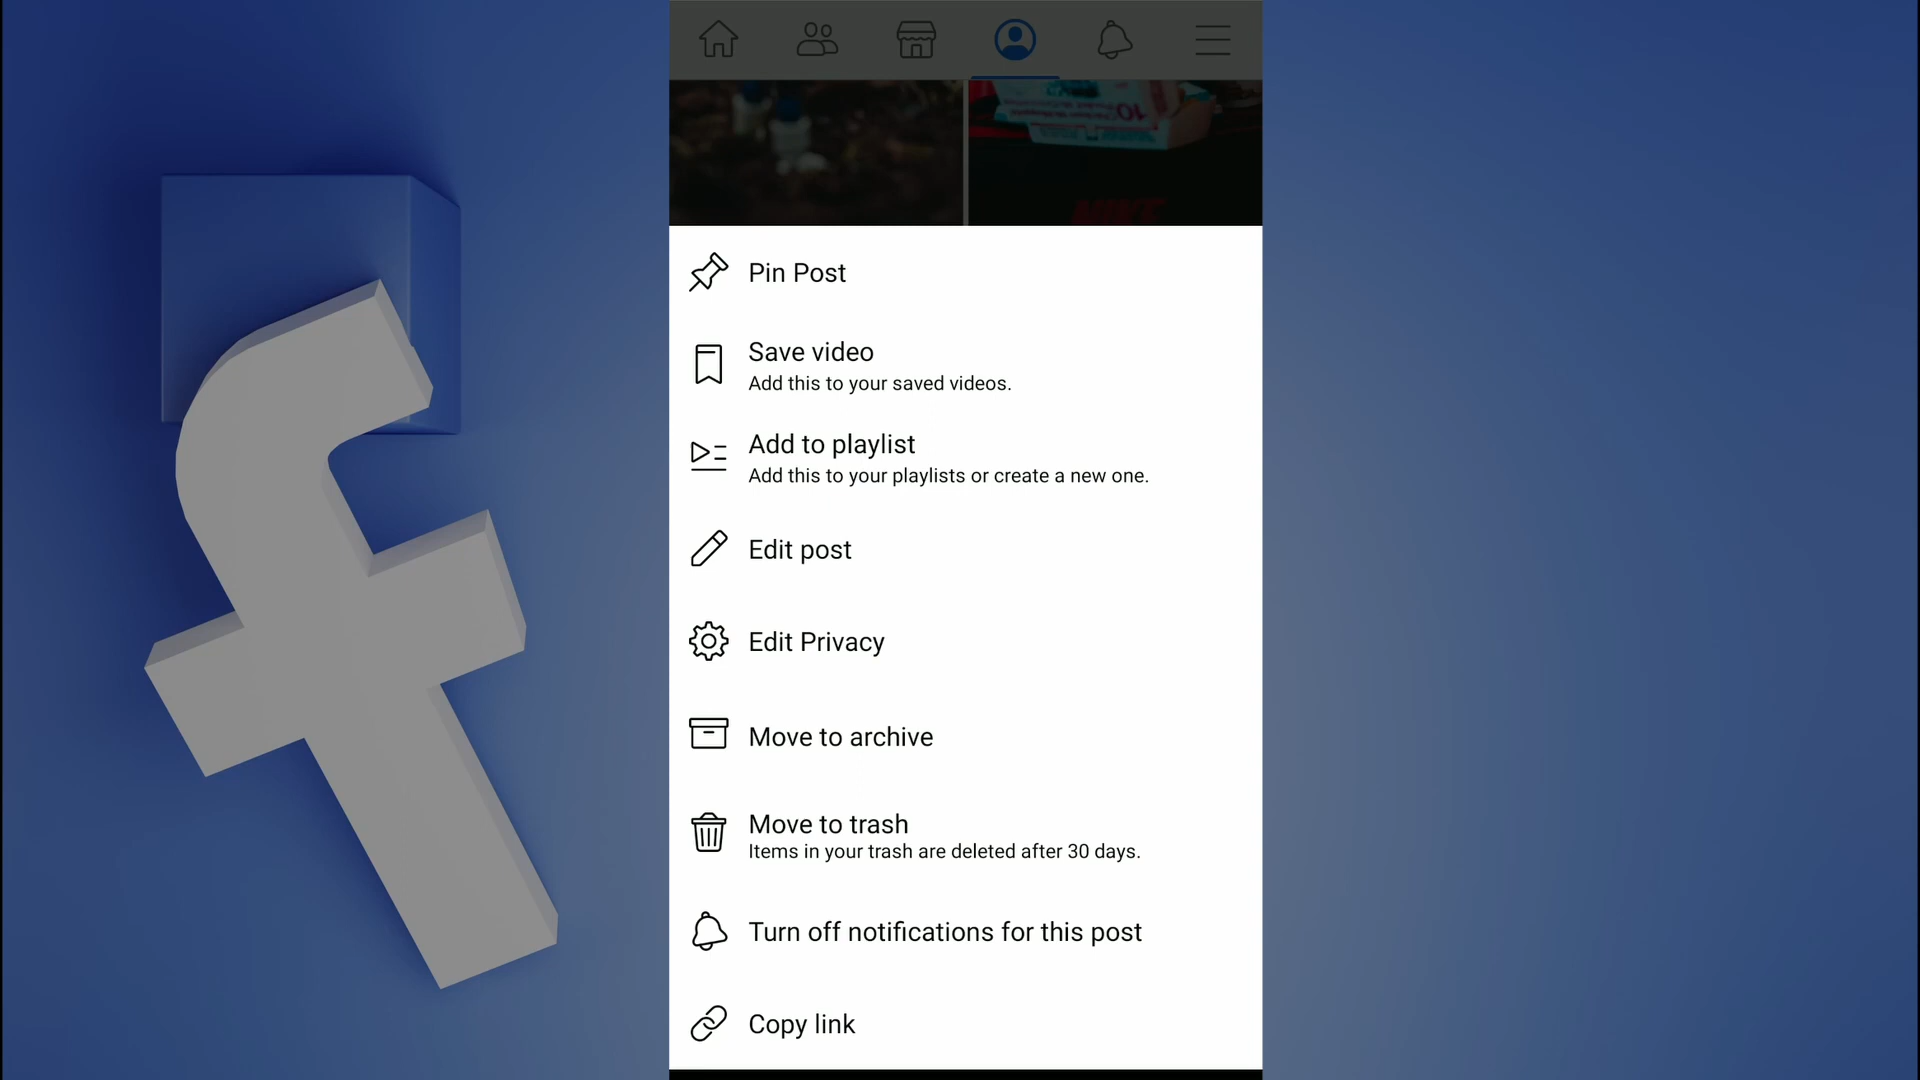 10
NIKE
Pin Post
Save video
Add this to your saved videos.
Add to playlist
Add this to your playlists or create a new one.
Edit post
Edit Privacy
Move to archive
Move to trash
Items in your trash are deleted after 30 days.
Turn off notifications for this post
Copy link